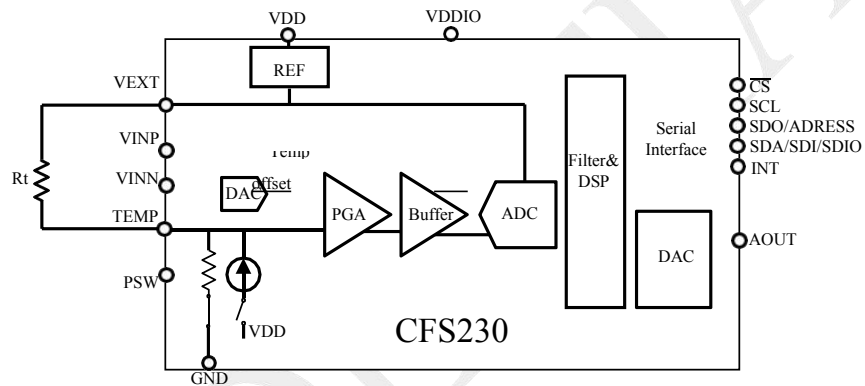 VDD
VDDIO
REF
VEXT
CS
SCL
SDO/ADRESS
SDA/SDI/SDIO
INT
VINP
Temp
Serial
Interface
Filter&
DSP
Rt
VINN
DAC
offset
TEMP
PGA
Buffer
ADC
DAC
AOUT
PSW
VDD
CFS230
GND